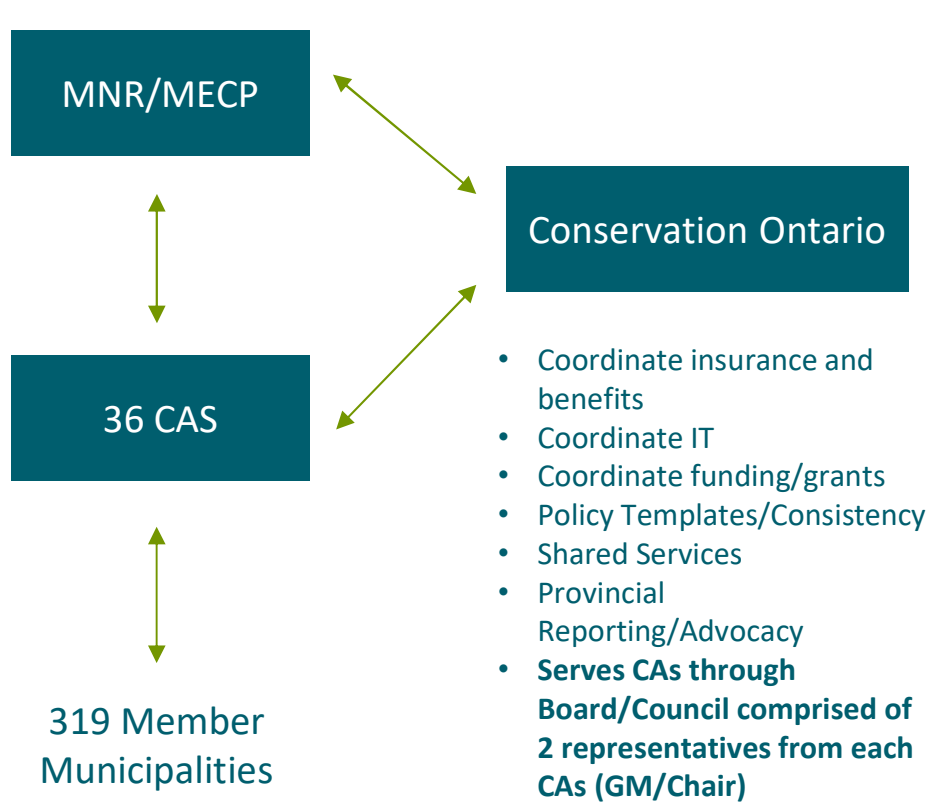 MNR/MECP
Conservation Ontario
36 CAS
319 Member
Municipalities
• Coordinate insurance and
benefits
• Coordinate IT
• Coordinate funding/grants
• Policy Templates/Consistency
• Shared Services
• Provincial
Reporting/Advocacy
• Serves CAs through
Board/Council comprised of
2 representatives from each
CAs (GM/Chair)